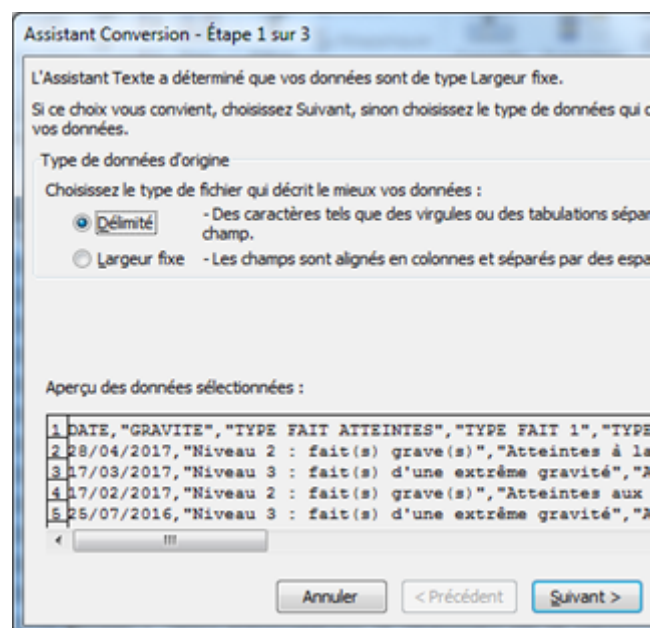 Assistant Conversion - Étape 1 sur 3
L'Assistant Texte a déterminé que vos données sont de type Largeur fixe.
Si ce choix vous convient, choisissez Suivant, sinon choisissez le type de données qui
vos données.
Type de données d'origine
Choisissez le type de fichier qui décrit le mieux vos données :
Délimité - Des caractères tels que des virgules ou des tabulations sépar
champ.
Largeur fixe - Les champs sont alignés en colonnes et séparés par des espa
Aperçu des données sélectionnées :
1 DATE,"GRAVITE","TYPE FAIT ATTEINTES","TYPE FAIT 1","TYPE
2 28/04/2017,"Niveau 2 : fait(s) grave(s)","Atteintes à la
3 17/03/2017,"Niveau 3 : fait(s) d'une extrême gravité","A
4 17/02/2017,"Niveau 2 : fait(s) grave(s)","Atteintes aux
5 25/07/2016,"Niveau 3 : fait(s) d'une extrême gravité","A
Annuler < Précédent Suivant >